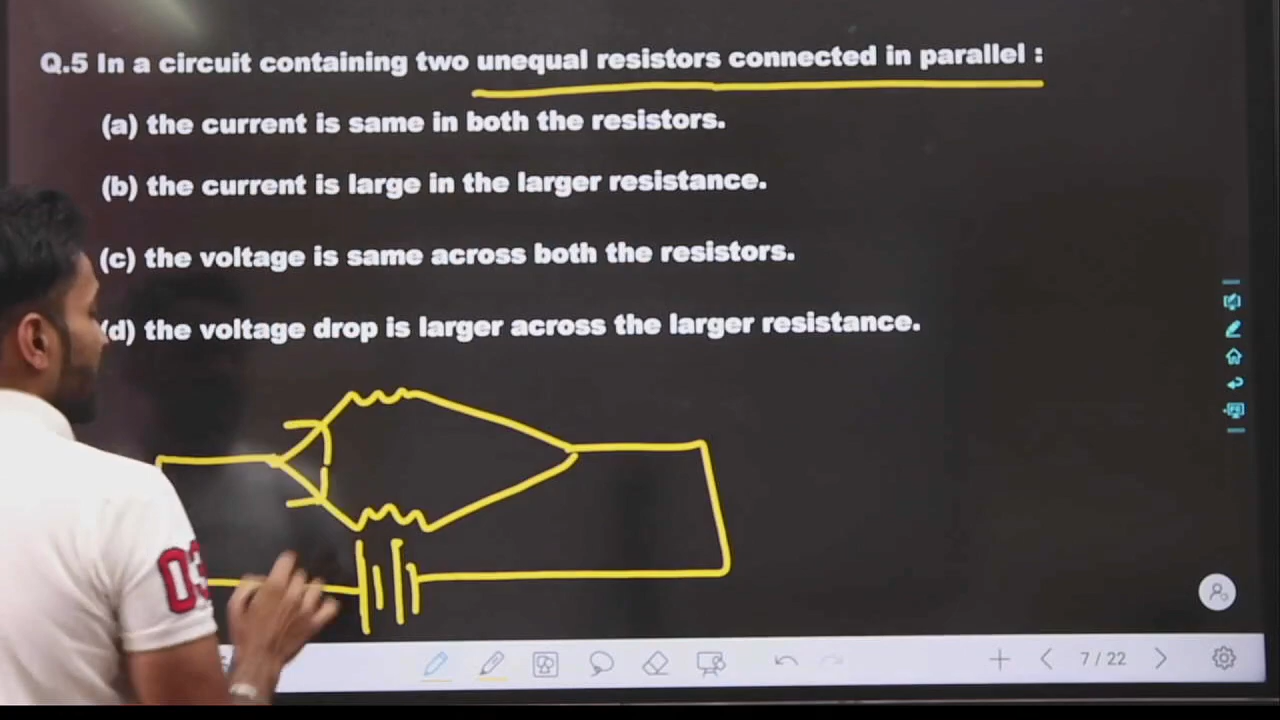 Q.5 In a circuit containing two unequal resistors connected in parallel :
(a) the current is same in both the resistors.
(b) the current is large in the larger resistance.
(c) the voltage is same across both the resistors.
(d) the voltage drop is larger across the larger resistance.
03
7 / 22